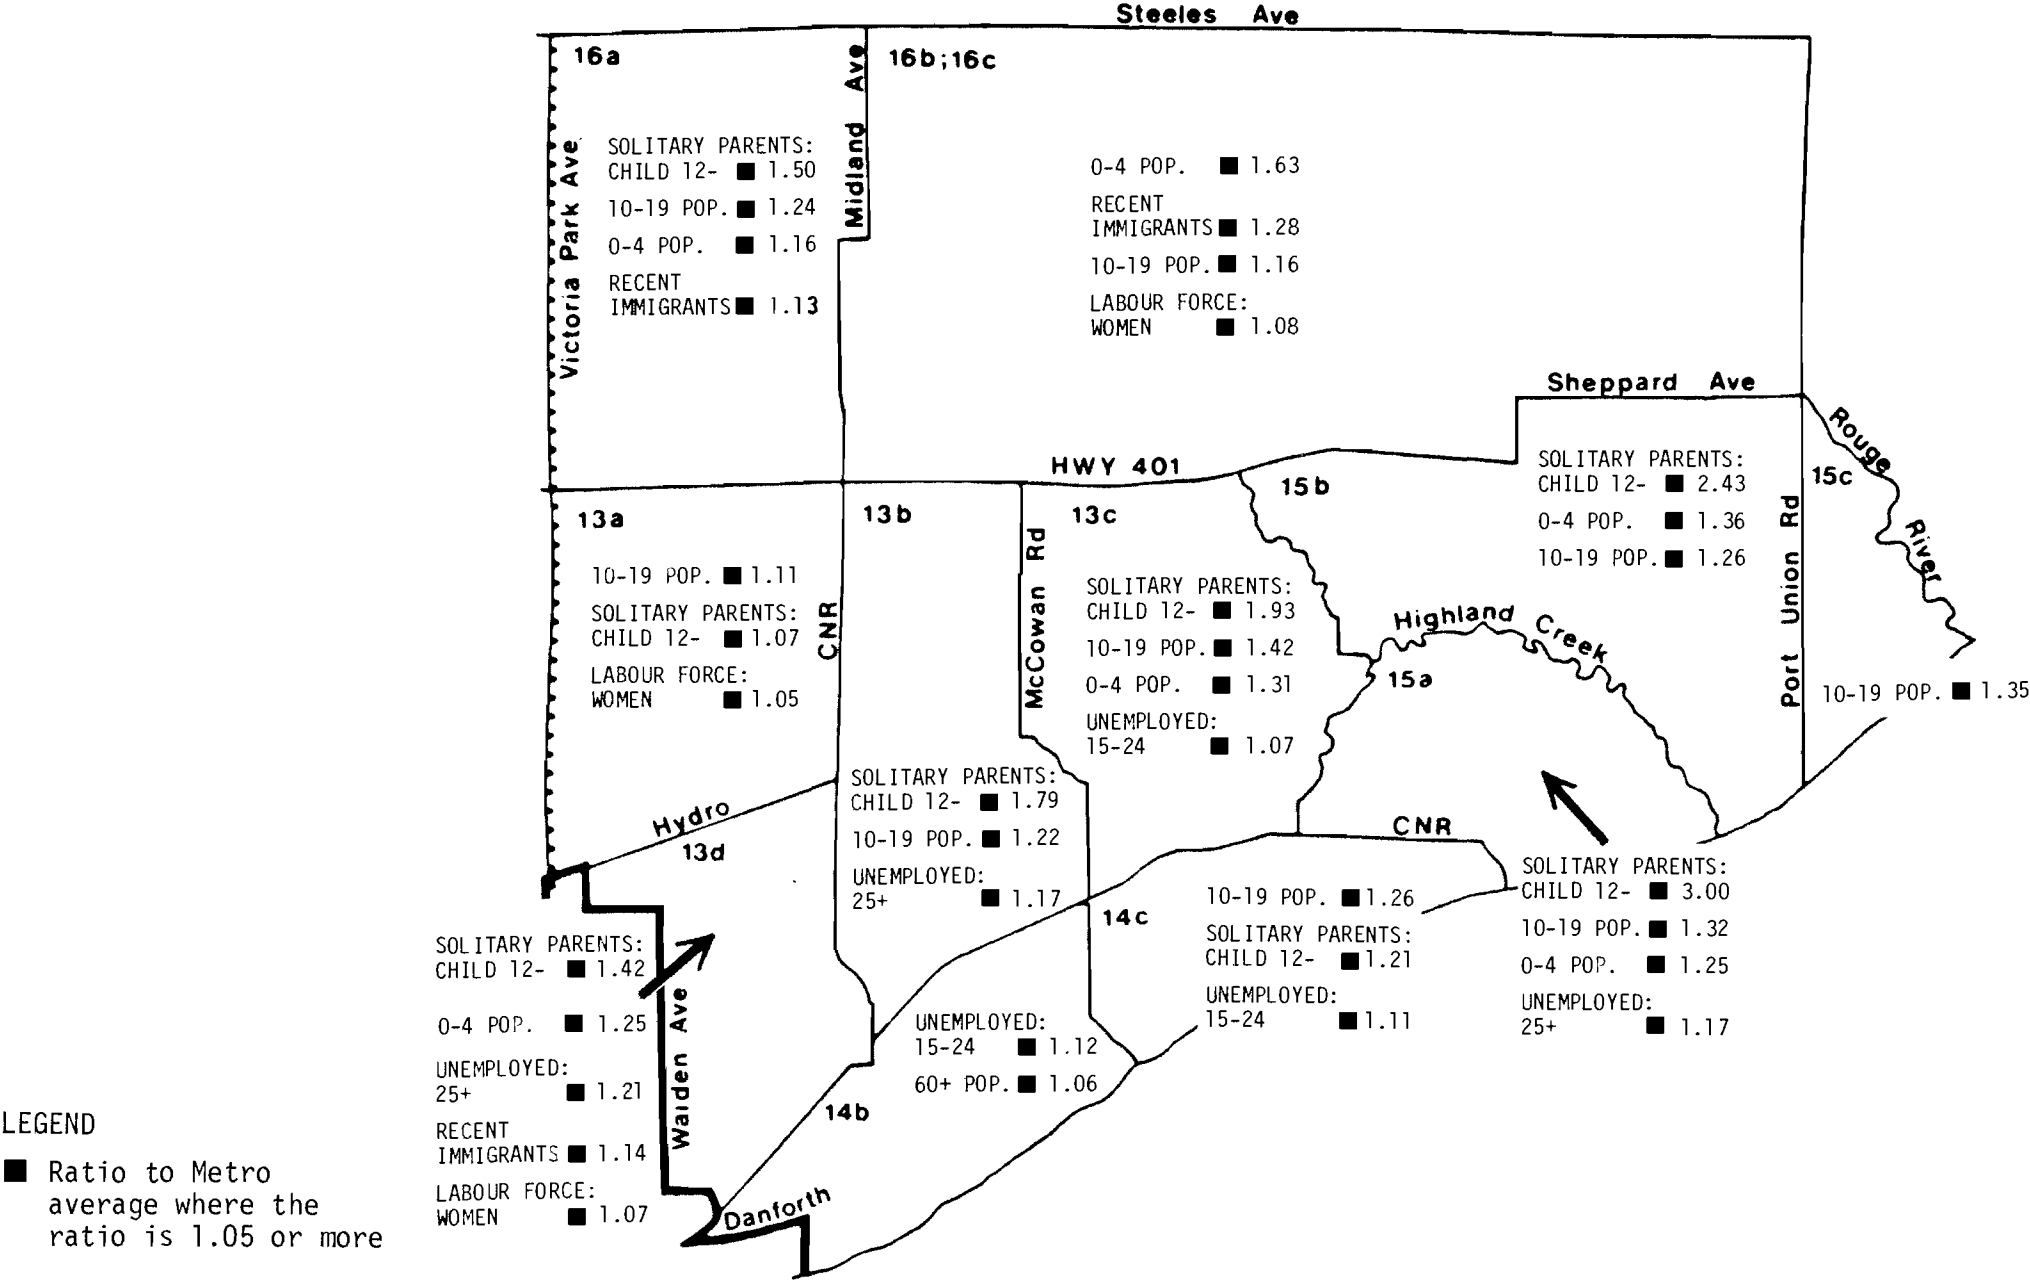 Steeles Ave
16a
Midland Ave
16b;16c
Victoria Park Ave
SOLITARY PARENTS:
CHILD 12- ■ 1.50
10-19 POP. ■ 1.24
0-4 POP. ■ 1.16
RECENT
IMMIGRANTS ■ 1.13
0-4 POP. ■ 1.63
RECENT
IMMIGRANTS ■ 1.28
10-19 POP. ■ 1.16
LABOUR FORCE:
WOMEN ■ 1.08
Sheppard Ave
Rouge River
HWY 401
15b
SOLITARY PARENTS:
CHILD 12- ■ 2.43
0-4 POP. ■ 1.36
10-19 POP. ■ 1.26
15c
Port Union Rd
10-19 POP. ■ 1.35
13a
10-19 POP. ■ 1.11
SOLITARY PARENTS:
CHILD 12- ■ 1.07
LABOUR FORCE:
WOMEN ■ 1.05
CNR
13b
McCowan Rd
13c
SOLITARY PARENTS:
CHILD 12- ■ 1.93
10-19 POP. ■ 1.42
0-4 POP. ■ 1.31
UNEMPLOYED:
15-24 ■ 1.07
Highland Creek
15a
Hydro
13d
SOLITARY PARENTS:
CHILD 12- ■ 1.79
10-19 POP. ■ 1.22
UNEMPLOYED:
25+ ■ 1.17
CNR
14c
10-19 POP. ■ 1.26
SOLITARY PARENTS:
CHILD 12- ■ 1.21
UNEMPLOYED:
15-24 ■ 1.11
SOLITARY PARENTS:
CHILD 12- ■ 3.00
10-19 POP. ■ 1.32
0-4 POP. ■ 1.25
UNEMPLOYED:
25+ ■ 1.17
SOLITARY PARENTS:
CHILD 12- ■ 1.42
0-4 POP. ■ 1.25
UNEMPLOYED:
25+ ■ 1.21
RECENT
IMMIGRANTS ■ 1.14
LABOUR FORCE:
WOMEN ■ 1.07
Warden Ave
UNEMPLOYED:
15-24 ■ 1.12
60+ POP. ■ 1.06
14b
Danforth
LEGEND
■ Ratio to Metro
average where the
ratio is 1.05 or more